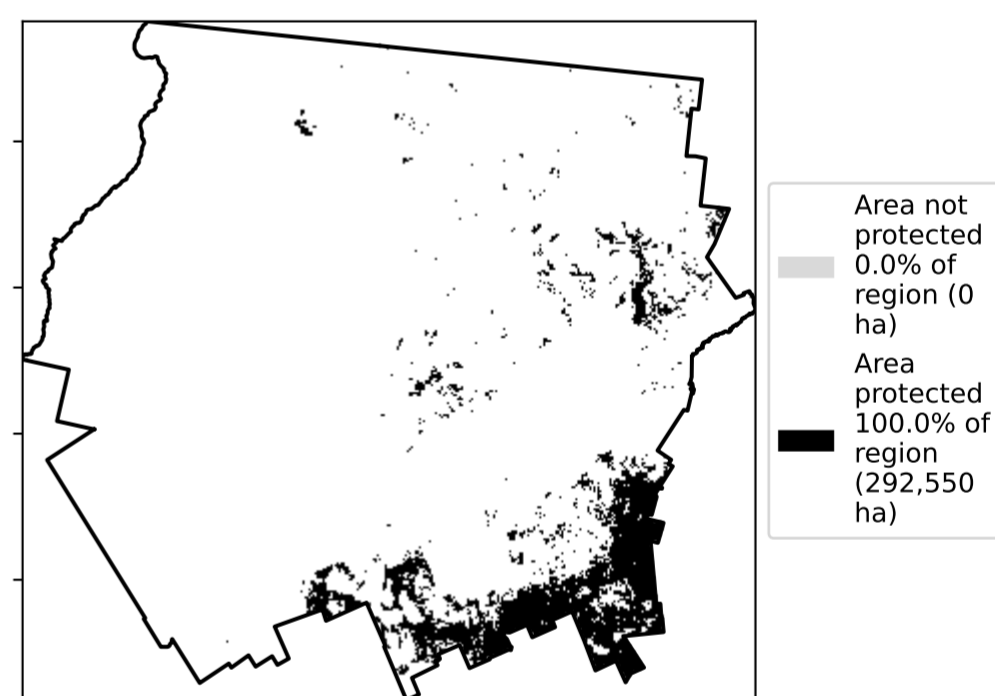 Area not
protected
0.0% of
region (0
ha)
Area
protected
100.0% of
region
(292,550
ha)